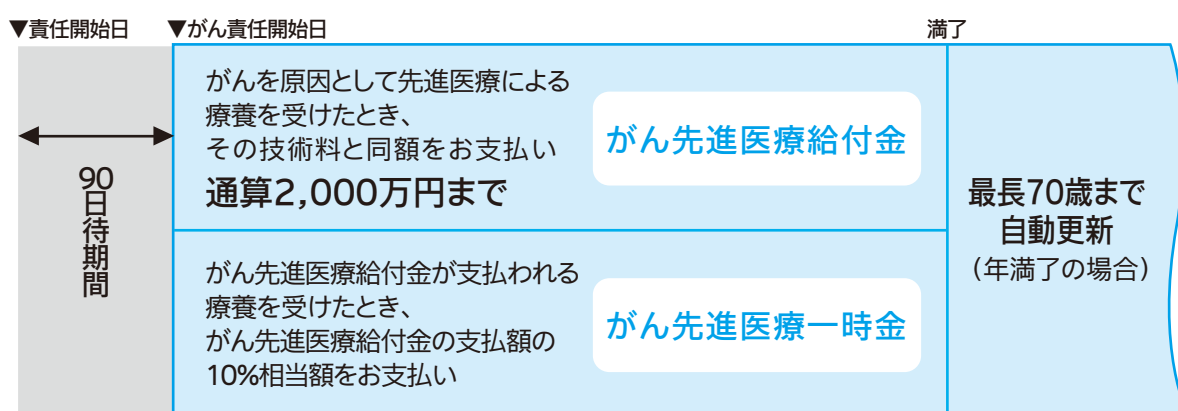 ▼責任開始日
▼がん責任開始日
満了
90日待期間
がんを原因として先進医療による
療養を受けたとき、
その技術料と同額をお支払い
通算2,000万円まで
がん先進医療給付金
がん先進医療給付金が支払われる
療養を受けたとき、
がん先進医療給付金の支払額の
10%相当額をお支払い
がん先進医療一時金
最長70歳まで
自動更新
（年満了の場合）